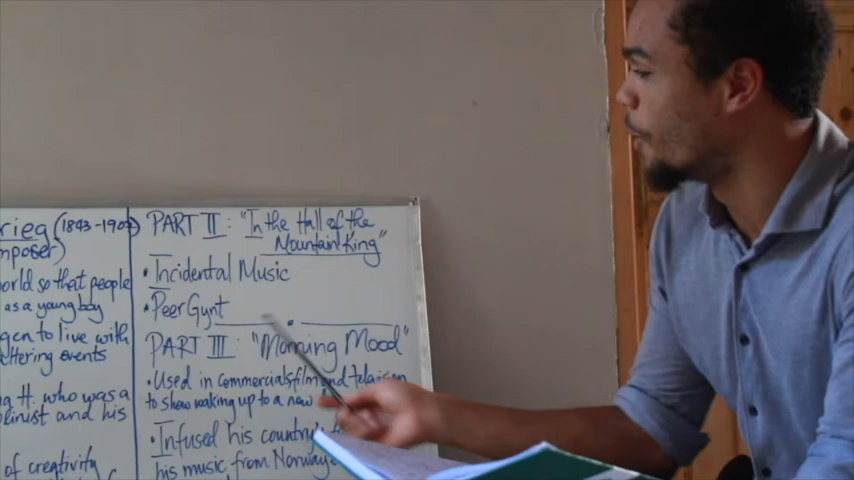 rieg (1843-1907)
mposer)
world so that people
as a young boy
gen to live with
ttering events
ng H. who was a
olinist and his
of creativity
PART II: "In the Hall of the
Mountain King"
• Incidental Music
• Peer Gynt
PART III: "Morning Mood"
• Used in commercials, film and television
to show waking up to a new
• Infused his country's
his music from Norway